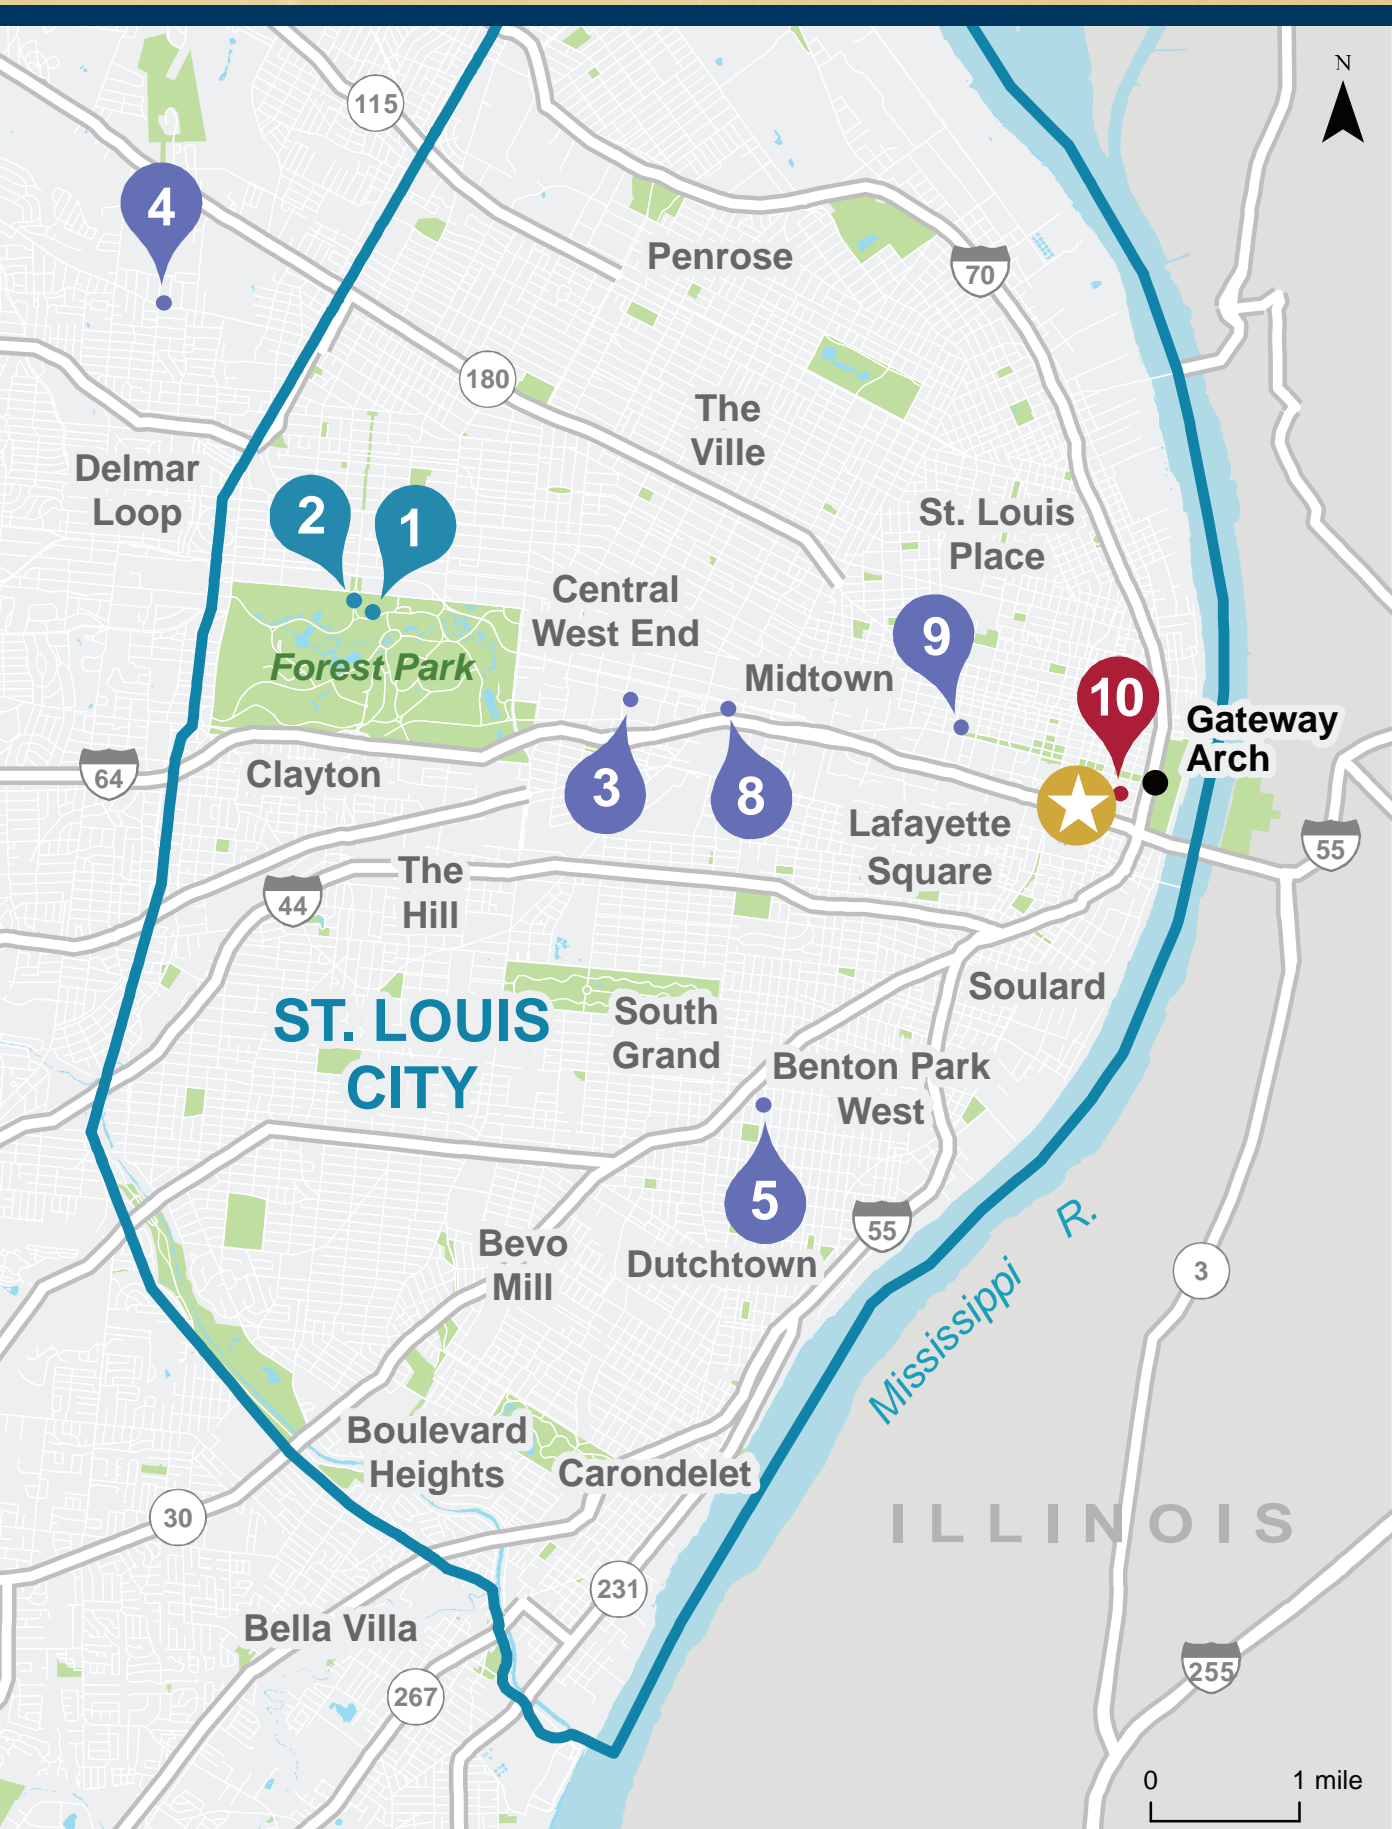 N
115
4
Penrose
70
180
The
Ville
Delmar
Loop
2
1
St. Louis
Place
Central
West End
9
Forest Park
Midtown
10
Gateway
Arch
64
Clayton
3
8
Lafayette
Square
55
The
Hill
44
Soulard
ST. LOUIS
CITY
South
Grand
Benton Park
West
5
55
Bevo
Mill
Dutchtown
Mississippi R.
3
Boulevard
Heights
Carondelet
30
ILLINOIS
231
Bella Villa
255
267
0 1 mile